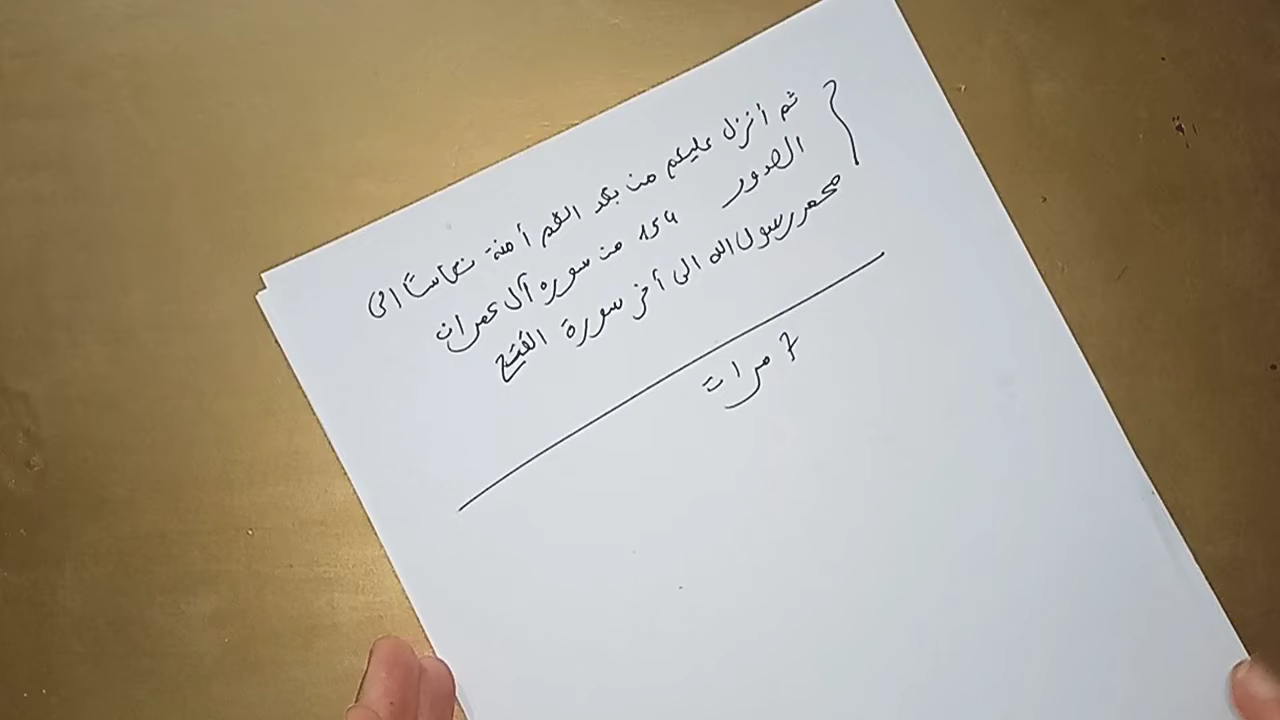 ثم أنزل عليكم من بعد الغم أمنة نعاسًا الى
الصدور 154 من سورة آل عمران
محمد رسول الله الى أخر سورة الفتح
7 مرات